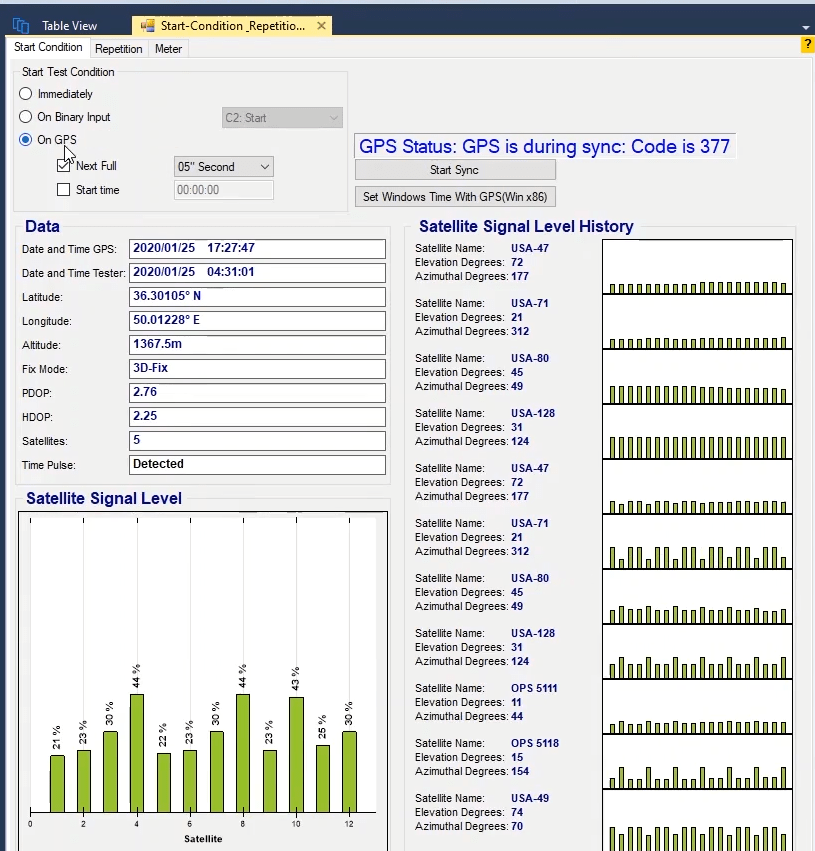 Table View
Start-Condition _Repetitio...
Start Condition
Repetition
Meter
?
Start Test Condition
Immediately
On Binary Input
C2: Start
On GPS
Next Full
05" Second
Start time
00:00:00
GPS Status: GPS is during sync: Code is 377
Start Sync
Set Windows Time With GPS(Win x86)
Data
Date and Time GPS: 2020/01/25 17:27:47
Date and Time Tester: 2020/01/25 04:31:01
Latitude: 36.30105° N
Longitude: 50.01228° E
Altitude: 1367.5m
Fix Mode: 3D-Fix
PDOP: 2.76
HDOP: 2.25
Satellites: 5
Time Pulse: Detected
Satellite Signal Level
21 %
23 %
30 %
44 %
22 %
23 %
30 %
44 %
23 %
43 %
25 %
30 %
0 2 4 6 8 10 12
Satellite
Satellite Signal Level History
Satellite Name: USA-47
Elevation Degrees: 72
Azimuthal Degrees: 177
Satellite Name: USA-71
Elevation Degrees: 21
Azimuthal Degrees: 312
Satellite Name: USA-80
Elevation Degrees: 45
Azimuthal Degrees: 49
Satellite Name: USA-128
Elevation Degrees: 31
Azimuthal Degrees: 124
Satellite Name: USA-47
Elevation Degrees: 72
Azimuthal Degrees: 177
Satellite Name: USA-71
Elevation Degrees: 21
Azimuthal Degrees: 312
Satellite Name: USA-80
Elevation Degrees: 45
Azimuthal Degrees: 49
Satellite Name: USA-128
Elevation Degrees: 31
Azimuthal Degrees: 124
Satellite Name: OPS 5111
Elevation Degrees: 11
Azimuthal Degrees: 44
Satellite Name: OPS 5118
Elevation Degrees: 15
Azimuthal Degrees: 154
Satellite Name: USA-49
Elevation Degrees: 74
Azimuthal Degrees: 70